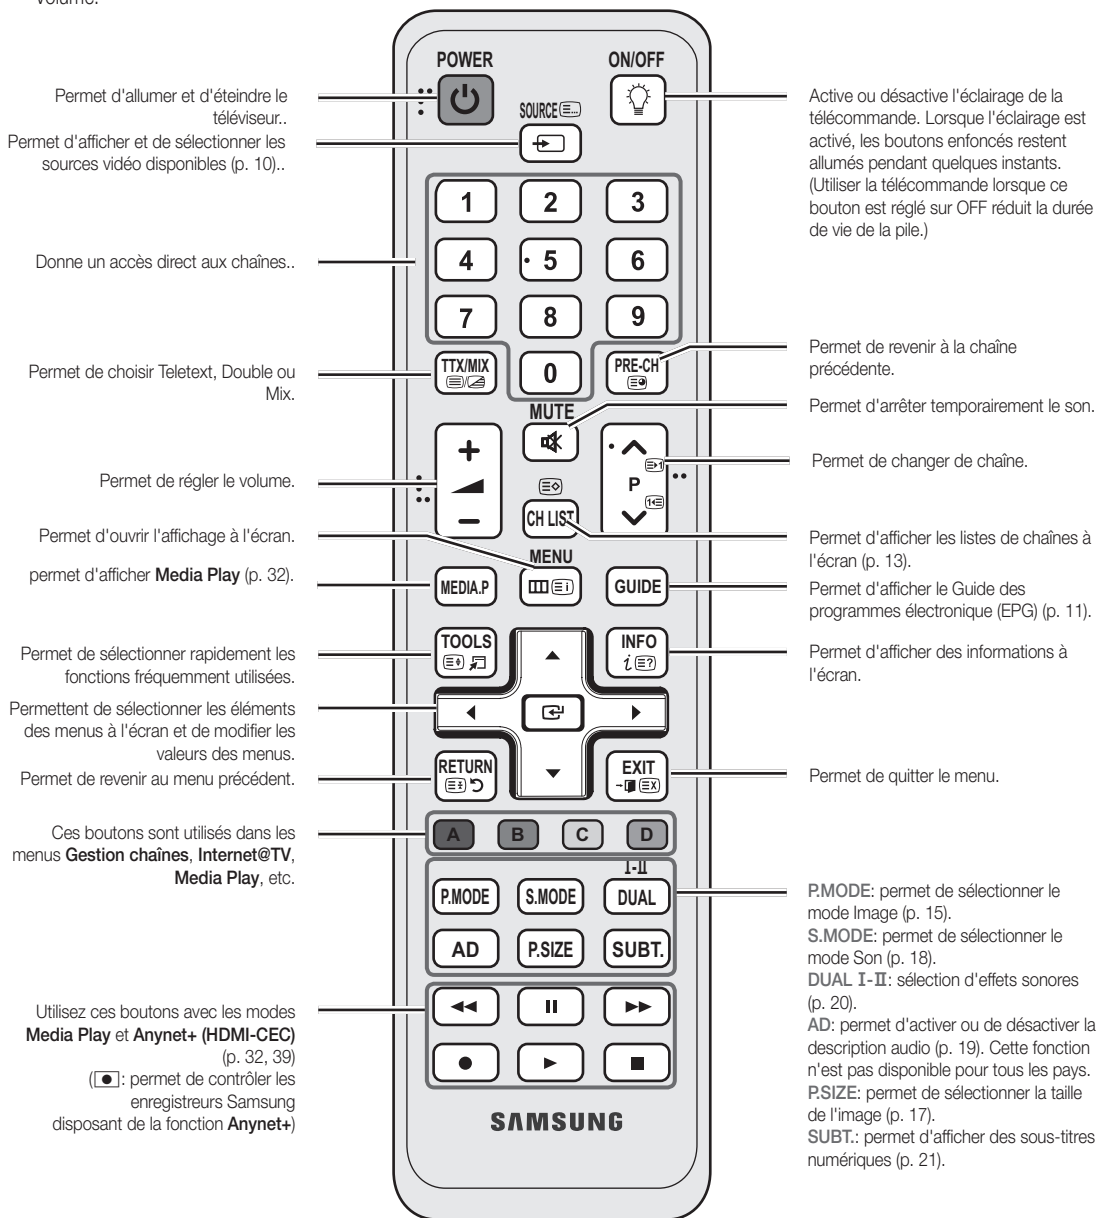 volume.
POWER
ON/OFF
SOURCE
Permet d'allumer et d'éteindre le
téléviseur..
Permet d'afficher et de sélectionner les
sources vidéo disponibles (p. 10)..
Active ou désactive l'éclairage de la
télécommande. Lorsque l'éclairage est
activé, les boutons enfoncés restent
allumés pendant quelques instants.
(Utiliser la télécommande lorsque ce
bouton est réglé sur OFF réduit la durée
de vie de la pile.)
1 2 3
4 5 6
7 8 9
Donne un accès direct aux chaînes..
TTX/MIX 0 PRE-CH
Permet de choisir Teletext, Double ou
Mix.
Permet de revenir à la chaîne
précédente.
MUTE
Permet d'arrêter temporairement le son.
+
P
−
Permet de régler le volume.
Permet de changer de chaîne.
CH LIST
Permet d'ouvrir l'affichage à l'écran.
Permet d'afficher les listes de chaînes à
l'écran (p. 13).
MENU
MEDIA.P
GUIDE
permet d'afficher Media Play (p. 32).
Permet d'afficher le Guide des
programmes électronique (EPG) (p. 11).
TOOLS
INFO
Permet de sélectionner rapidement les
fonctions fréquemment utilisées.
Permet d'afficher des informations à
l'écran.
Permettent de sélectionner les éléments
des menus à l'écran et de modifier les
valeurs des menus.
RETURN
EXIT
Permet de revenir au menu précédent.
Permet de quitter le menu.
A B C D
Ces boutons sont utilisés dans les
menus Gestion chaînes, Internet@TV,
Media Play, etc.
I-II
P.MODE S.MODE DUAL
AD P.SIZE SUBT.
P.MODE: permet de sélectionner le
mode Image (p. 15).
S.MODE: permet de sélectionner le
mode Son (p. 18).
DUAL I-II: sélection d'effets sonores
(p. 20).
AD: permet d'activer ou de désactiver la
description audio (p. 19). Cette fonction
n'est pas disponible pour tous les pays.
P.SIZE: permet de sélectionner la taille
de l'image (p. 17).
SUBT.: permet d'afficher des sous-titres
numériques (p. 21).
Utilisez ces boutons avec les modes
Media Play et Anynet+ (HDMI-CEC)
(p. 32, 39)
(●: permet de contrôler les
enregistreurs Samsung
disposant de la fonction Anynet+)
SAMSUNG